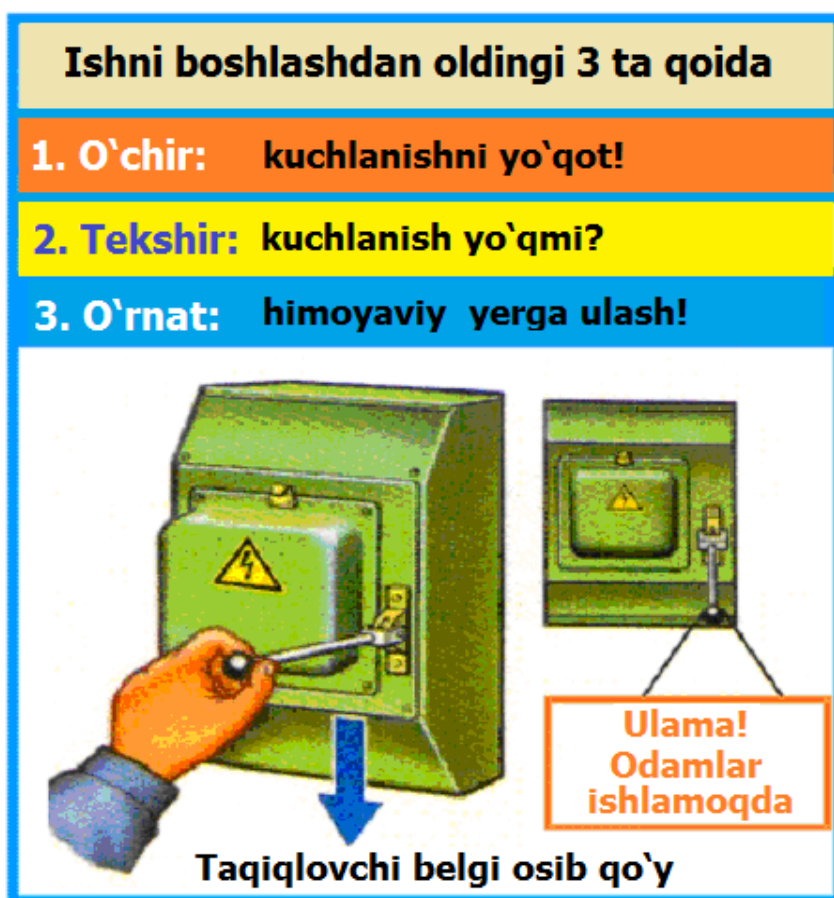 Ishni boshlashdan oldingi 3 ta qoida
1. O‘chir: kuchlanishni yo‘qot!
2. Tekshir: kuchlanish yo‘qmi?
3. O‘rnat: himoyaviy yerga ulash!
Ulama!
Odamlar
ishlamoqda
Taqiqlovchi belgi osib qo‘y